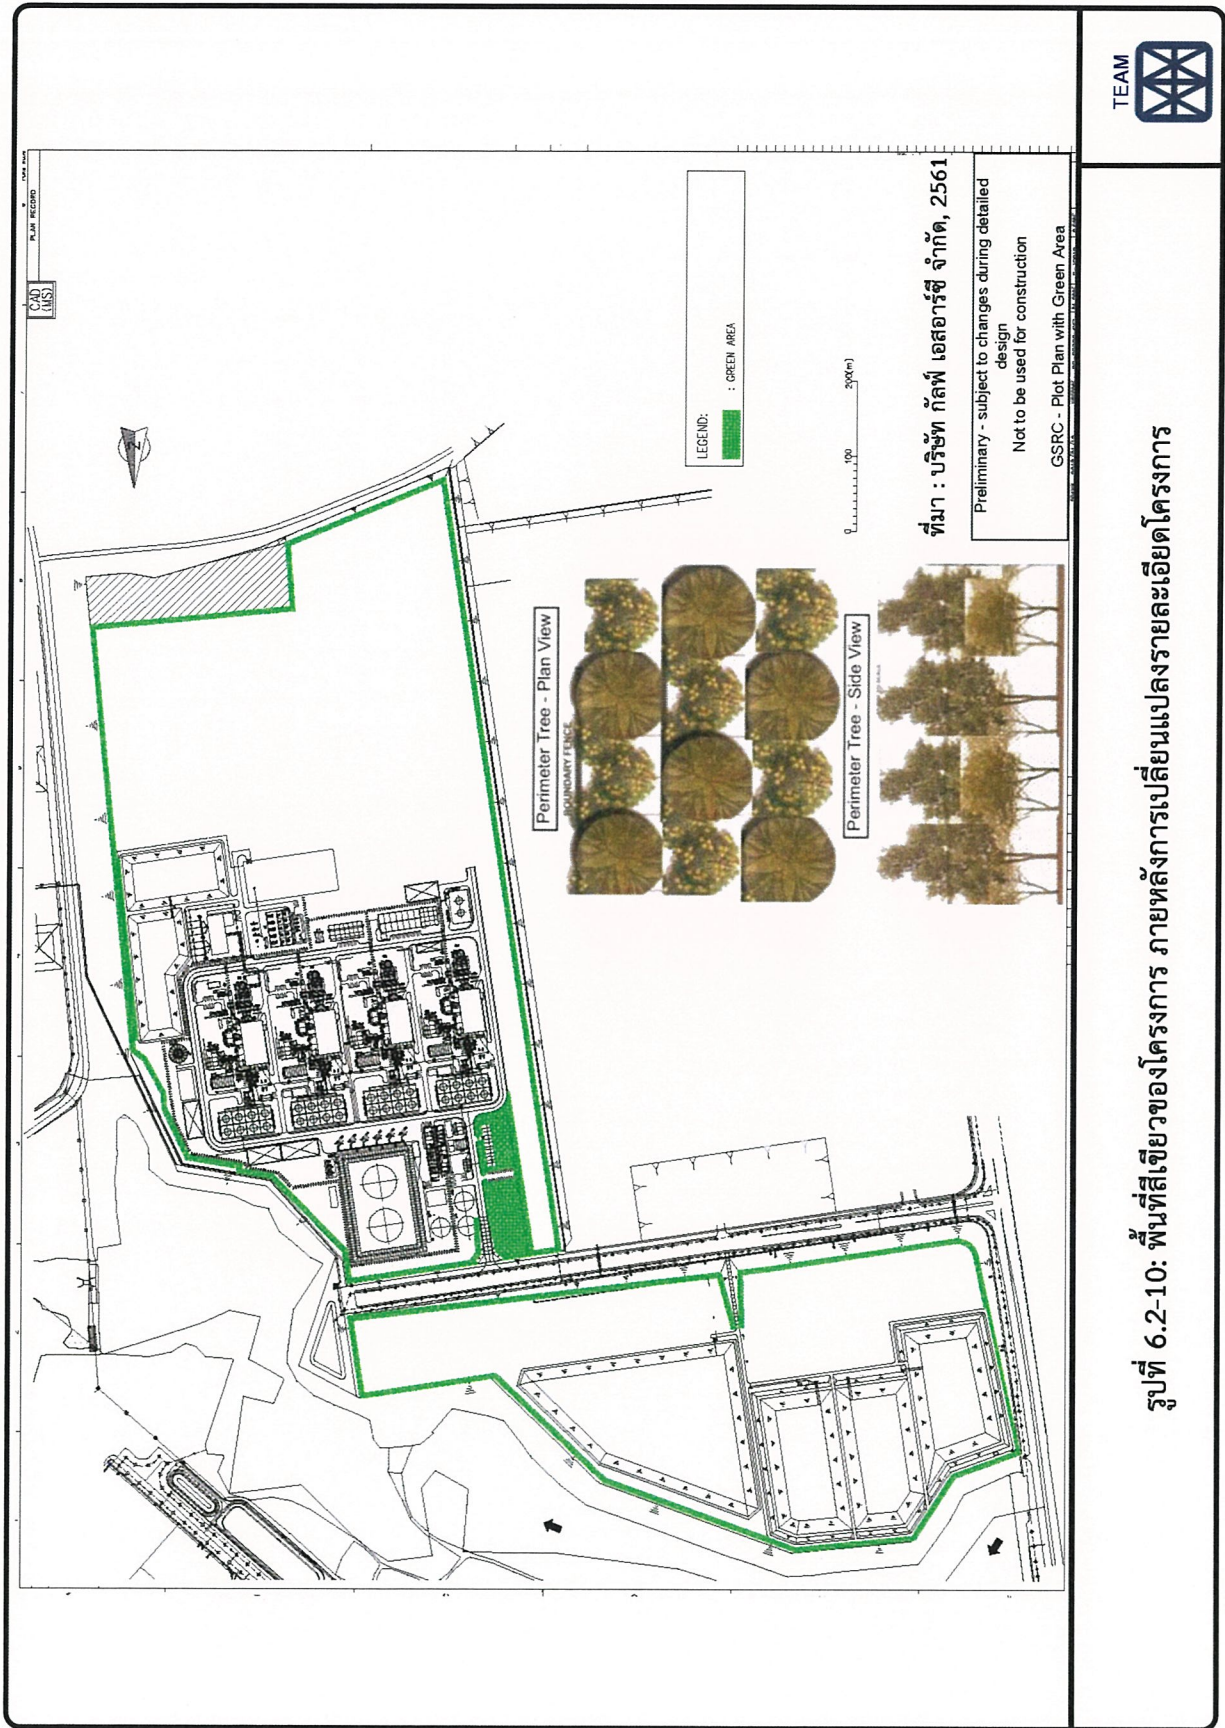 PLAN RECORD
CAD
(MS)
LEGEND:
: GREEN AREA
0 100 200(m)
ที่มา : บริษัท กัลฟ์ เอสอาร์ซี จำกัด, 2561
Preliminary - subject to changes during detailed
design
Not to be used for construction
GSRC - Plot Plan with Green Area
Perimeter Tree - Plan View
BOUNDARY FENCE
Perimeter Tree - Side View
TEAM
รูปที่ 6.2-10: พื้นที่สีเขียวของโครงการ ภายหลังการเปลี่ยนแปลงรายละเอียดโครงการ